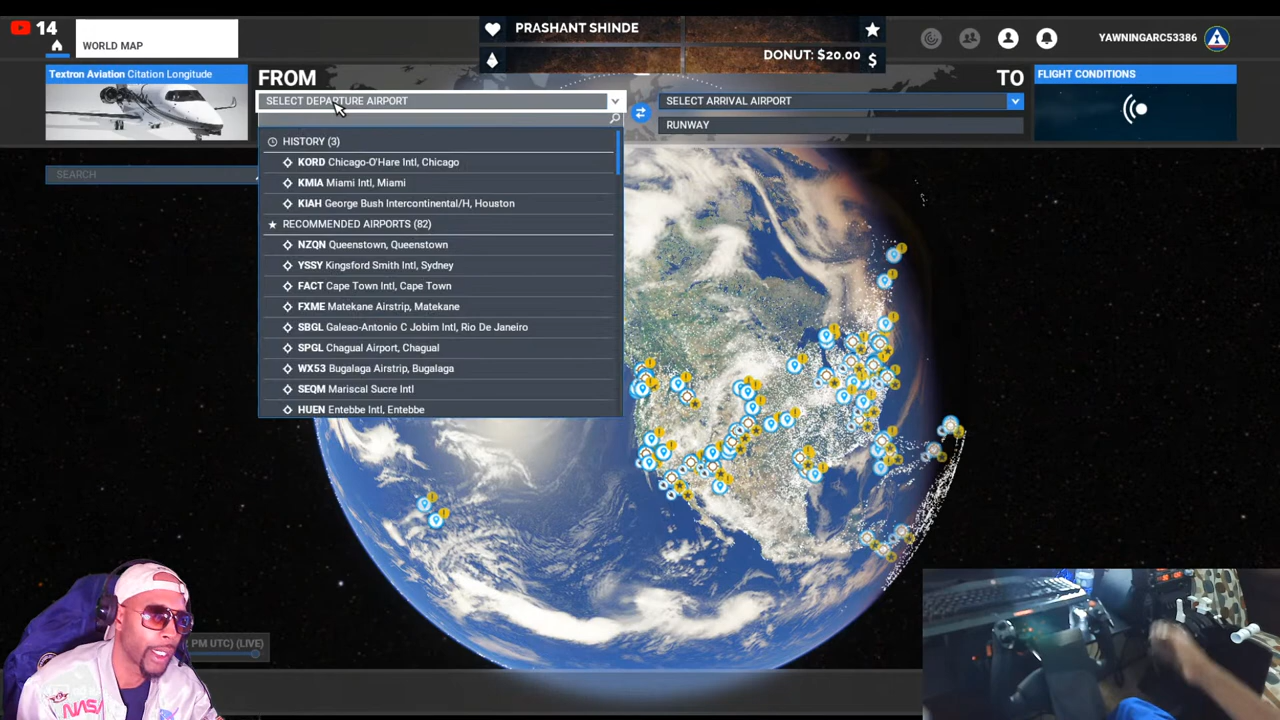 14
WORLD MAP
PRASHANT SHINDE
DONUT: $20.00
YAWNINGARC53386
Textron Aviation Citation Longitude
FROM
SELECT DEPARTURE AIRPORT
TO
SELECT ARRIVAL AIRPORT
RUNWAY
FLIGHT CONDITIONS
SEARCH
HISTORY (3)
KORD Chicago-O'Hare Intl, Chicago
KMIA Miami Intl, Miami
KIAH George Bush Intercontinental/H, Houston
RECOMMENDED AIRPORTS (82)
NZQN Queenstown, Queenstown
YSSY Kingsford Smith Intl, Sydney
FACT Cape Town Intl, Cape Town
FXME Matekane Airstrip, Matekane
SBGL Galeao-Antonio C Jobim Intl, Rio De Janeiro
SPGL Chagual Airport, Chagual
WX53 Bugalaga Airstrip, Bugalaga
SEQM Mariscal Sucre Intl
HUEN Entebbe Intl, Entebbe
PM UTC) (LIVE)
NASA